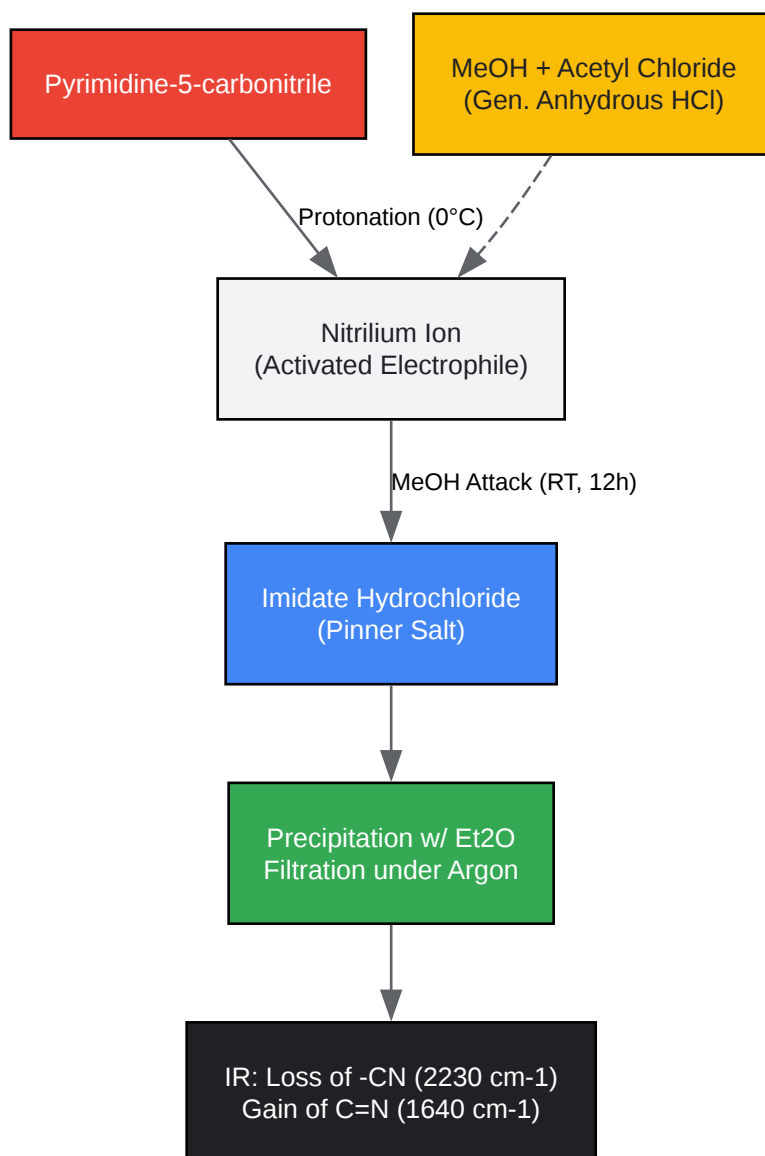 Pyrimidine-5-carbonitrile
MeOH + Acetyl Chloride
(Gen. Anhydrous HCl)
Protonation (0°C)
Nitrilium Ion
(Activated Electrophile)
MeOH Attack (RT, 12h)
Imidate Hydrochloride
(Pinner Salt)
Precipitation w/ Et2O
Filtration under Argon
IR: Loss of -CN (2230 cm-1)
Gain of C=N (1640 cm-1)